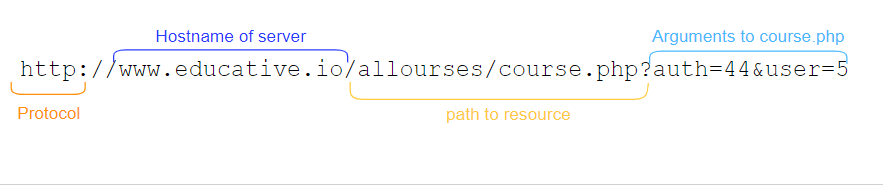 Hostname of server Arguments to course.php
http://www.educative.io/allourses/course.php?auth=44&user=5
Protocol path to resource